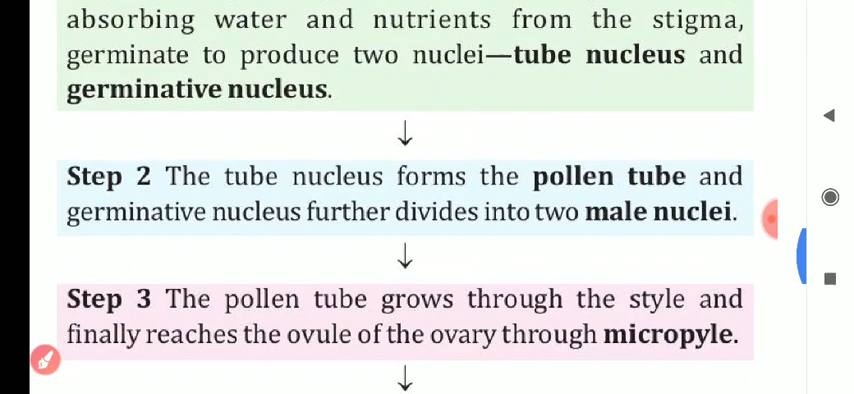 absorbing water and nutrients from the stigma,
germinate to produce two nuclei—tube nucleus and
germinative nucleus.
↓
Step 2 The tube nucleus forms the pollen tube and
germinative nucleus further divides into two male nuclei.
↓
Step 3 The pollen tube grows through the style and
finally reaches the ovule of the ovary through micropyle.
↓